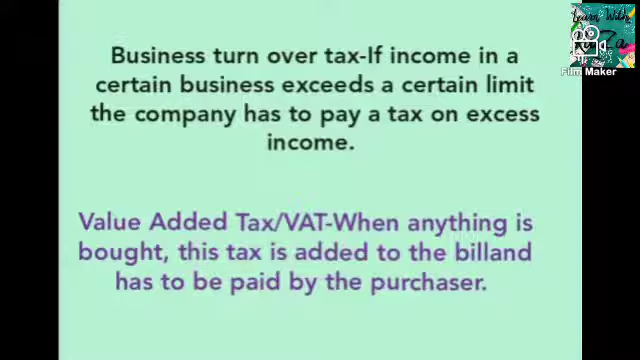 Business turn over tax-If income in a
certain business exceeds a certain limit
the company has to pay a tax on excess
income.
Value Added Tax/VAT-When anything is
bought, this tax is added to the billand
has to be paid by the purchaser.
Learn With
Film Maker